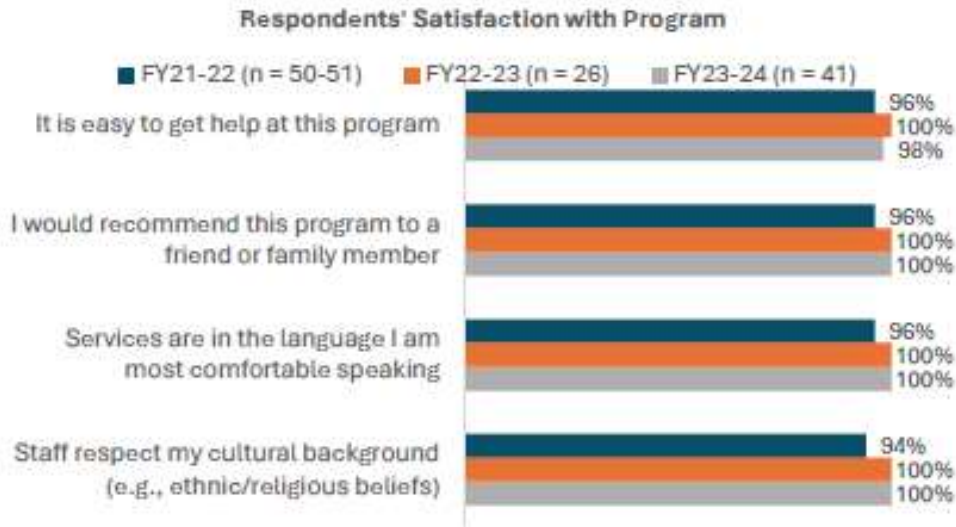 Respondents' Satisfaction with Program
FY21-22 (n = 50-51) FY22-23 (n = 26) FY23-24 (n = 41)
It is easy to get help at this program
96%
100%
98%
I would recommend this program to a
friend or family member
96%
100%
100%
Services are in the language I am
most comfortable speaking
96%
100%
100%
Staff respect my cultural background
(e.g., ethnic/religious beliefs)
94%
100%
100%